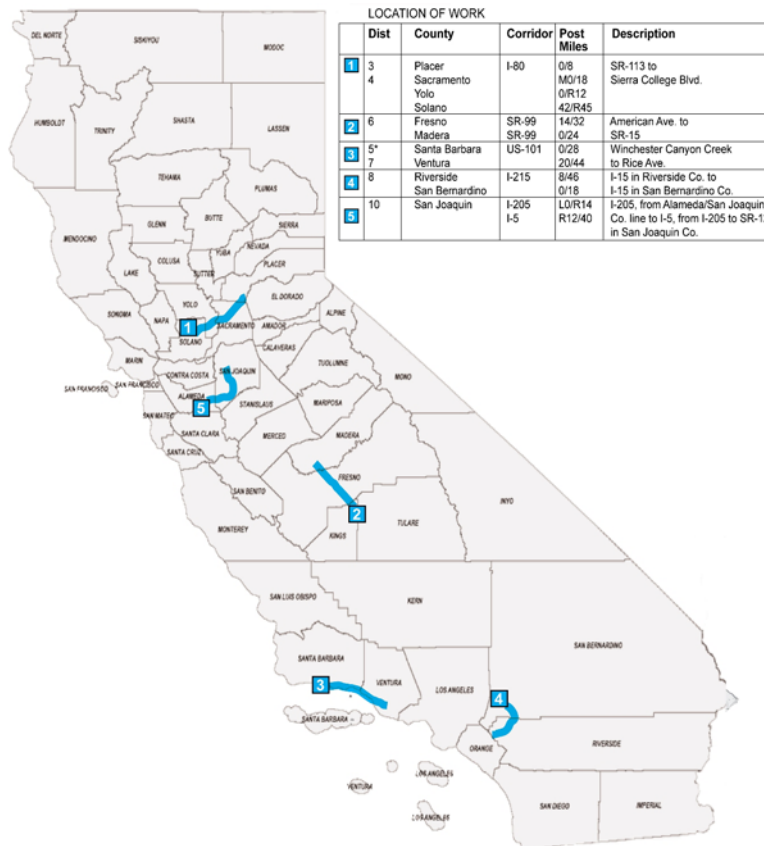 LOCATION OF WORK
Dist County Corridor Post Miles Description
1 3 Placer I-80 0/8 SR-113 to
4 Sacramento M0/18 Sierra College Blvd.
Yolo 0/R12
Solano 42/R45
2 6 Fresno SR-99 14/32 American Ave. to
Madera SR-99 0/24 SR-15
3 5* Santa Barbara US-101 0/28 Winchester Canyon Creek
7 Ventura 20/44 to Rice Ave.
4 8 Riverside I-215 8/46 I-15 in Riverside Co. to
San Bernardino 0/18 I-15 in San Bernardino Co.
5 10 San Joaquin I-205 L0/R14 I-205, from Alameda/San Joaquin
I-5 R12/40 Co. line to I-5, from I-205 to SR-12
in San Joaquin Co.
DEL NORTE
SISKIYOU
MODOC
HUMBOLDT
TRINITY
SHASTA
LASSEN
TEHAMA
PLUMAS
MENDOCINO
GLENN
BUTTE
SIERRA
LAKE
COLUSA
SUTTER
YUBA
NEVADA
PLACER
SONOMA
NAPA
YOLO
EL DORADO
1
SOLANO
SACRAMENTO
AMADOR
ALPINE
CALAVERAS
MARIN
CONTRA COSTA
SAN JOAQUIN
TUOLUMNE
MONO
SAN FRANCISCO
SAN FRANCISCO
ALAMEDA
5
STANISLAUS
MARIPOSA
SAN MATEO
SANTA CLARA
MERCED
MADERA
SANTA CRUZ
FRESNO
SAN BENITO
2
INYO
MONTEREY
KINGS
TULARE
SAN LUIS OBISPO
KERN
SAN BERNARDINO
SANTA BARBARA
3
VENTURA
LOS ANGELES
4
SANTA BARBARA
ORANGE
RIVERSIDE
VENTURA
LOS ANGELES
SAN DIEGO
IMPERIAL
LOS ANGELES